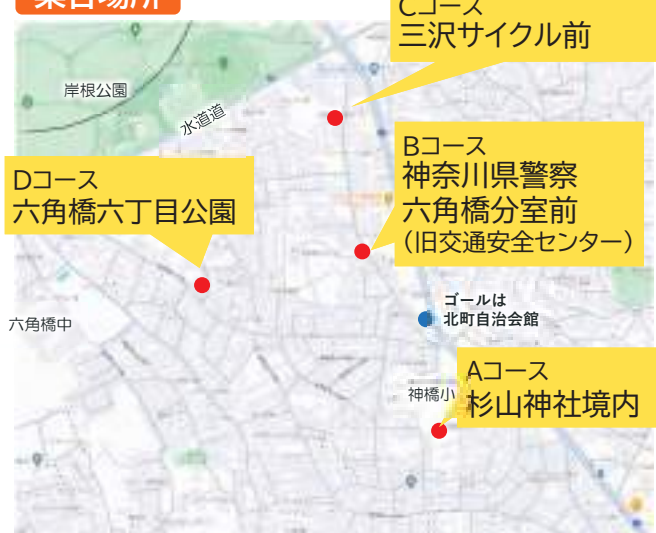 集合場所
Cコース
三沢サイクル前
岸根公園
水道道
Bコース
神奈川県警察
六角橋分室前
(旧交通安全センター)
Dコース
六角橋六丁目公園
ゴールは
北町自治会館
六角橋中
Aコース
杉山神社境内
神橋小